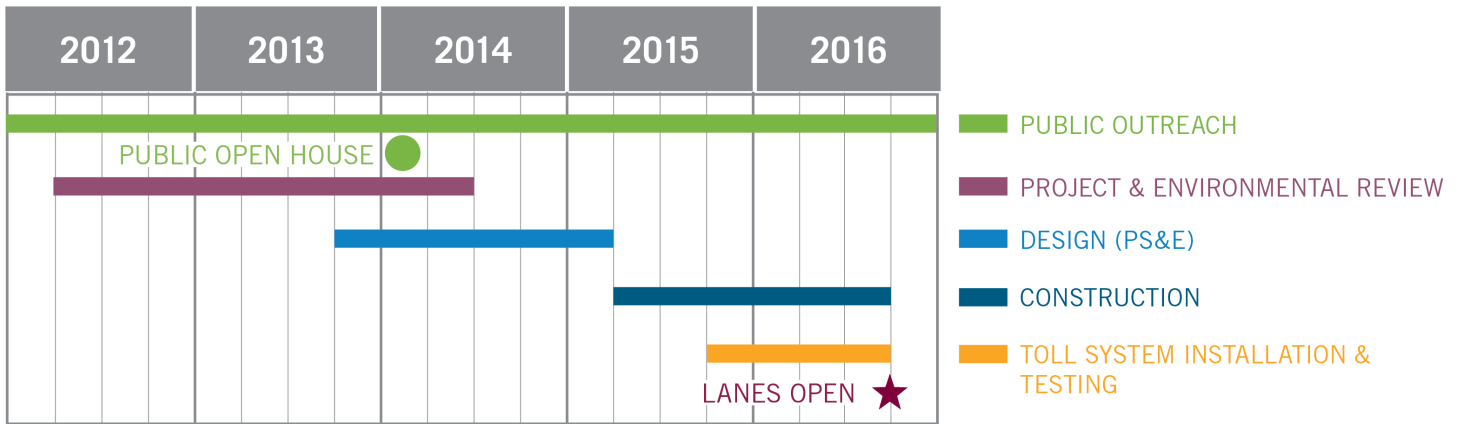 2012 2013 2014 2015 2016
PUBLIC OUTREACH
PUBLIC OPEN HOUSE
PROJECT & ENVIRONMENTAL REVIEW
DESIGN (PS&E)
CONSTRUCTION
TOLL SYSTEM INSTALLATION &
TESTING
LANES OPEN